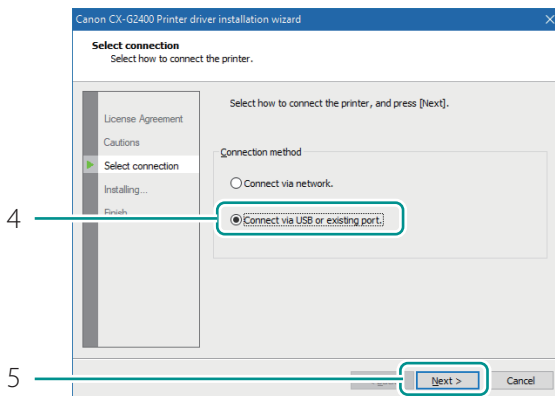 Canon CX-G2400 Printer driver installation wizard
Select connection
Select how to connect the printer.
Select how to connect the printer, and press [Next].
License Agreement
Cautions
Select connection
Installing...
Finish
Connection method
Connect via network.
4
Connect via USB or existing port.
5
Next >
Cancel